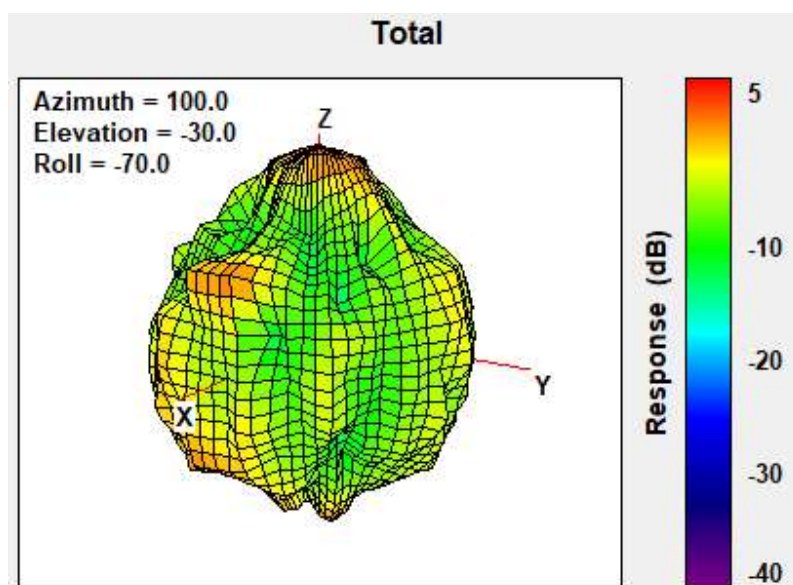 Total
Azimuth = 100.0
Elevation = -30.0
Roll = -70.0
Z
X
Y
Response (dB)
5
-10
-20
-30
-40